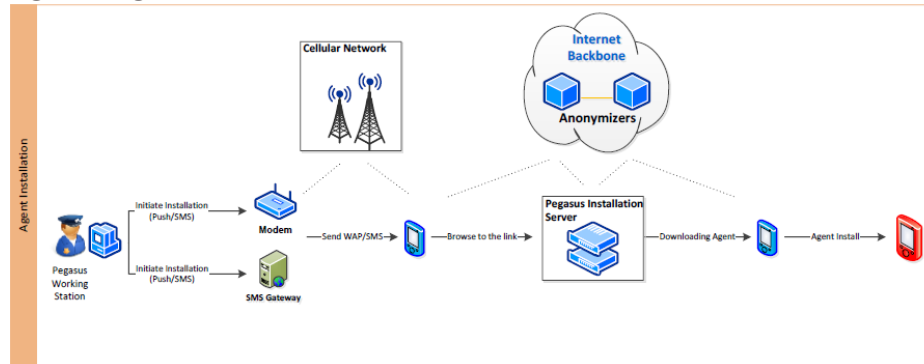 Agent Installation
Cellular Network
Internet
Backbone
Anonymizers
Initiate Installation
(Push/SMS)
Modem
Pegasus
Working
Station
Initiate Installation
(Push/SMS)
SMS Gateway
Send WAP/SMS
Browse to the link
Pegasus Installation
Server
Downloading Agent
Agent Install